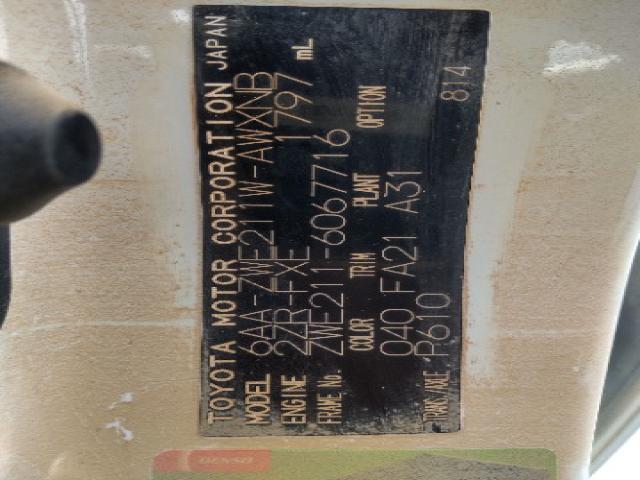 TOYOTA MOTOR CORPORATION JAPAN
MODEL 6AA-ZWE211W-AWXNB
ENGINE 2ZR-FXE 1797 mL
FRAME No. ZWE211-6067716
COLOR TRIM PLANT OPTION
040 FA21 A31
TRANS/AXLE P610 814
DENSO